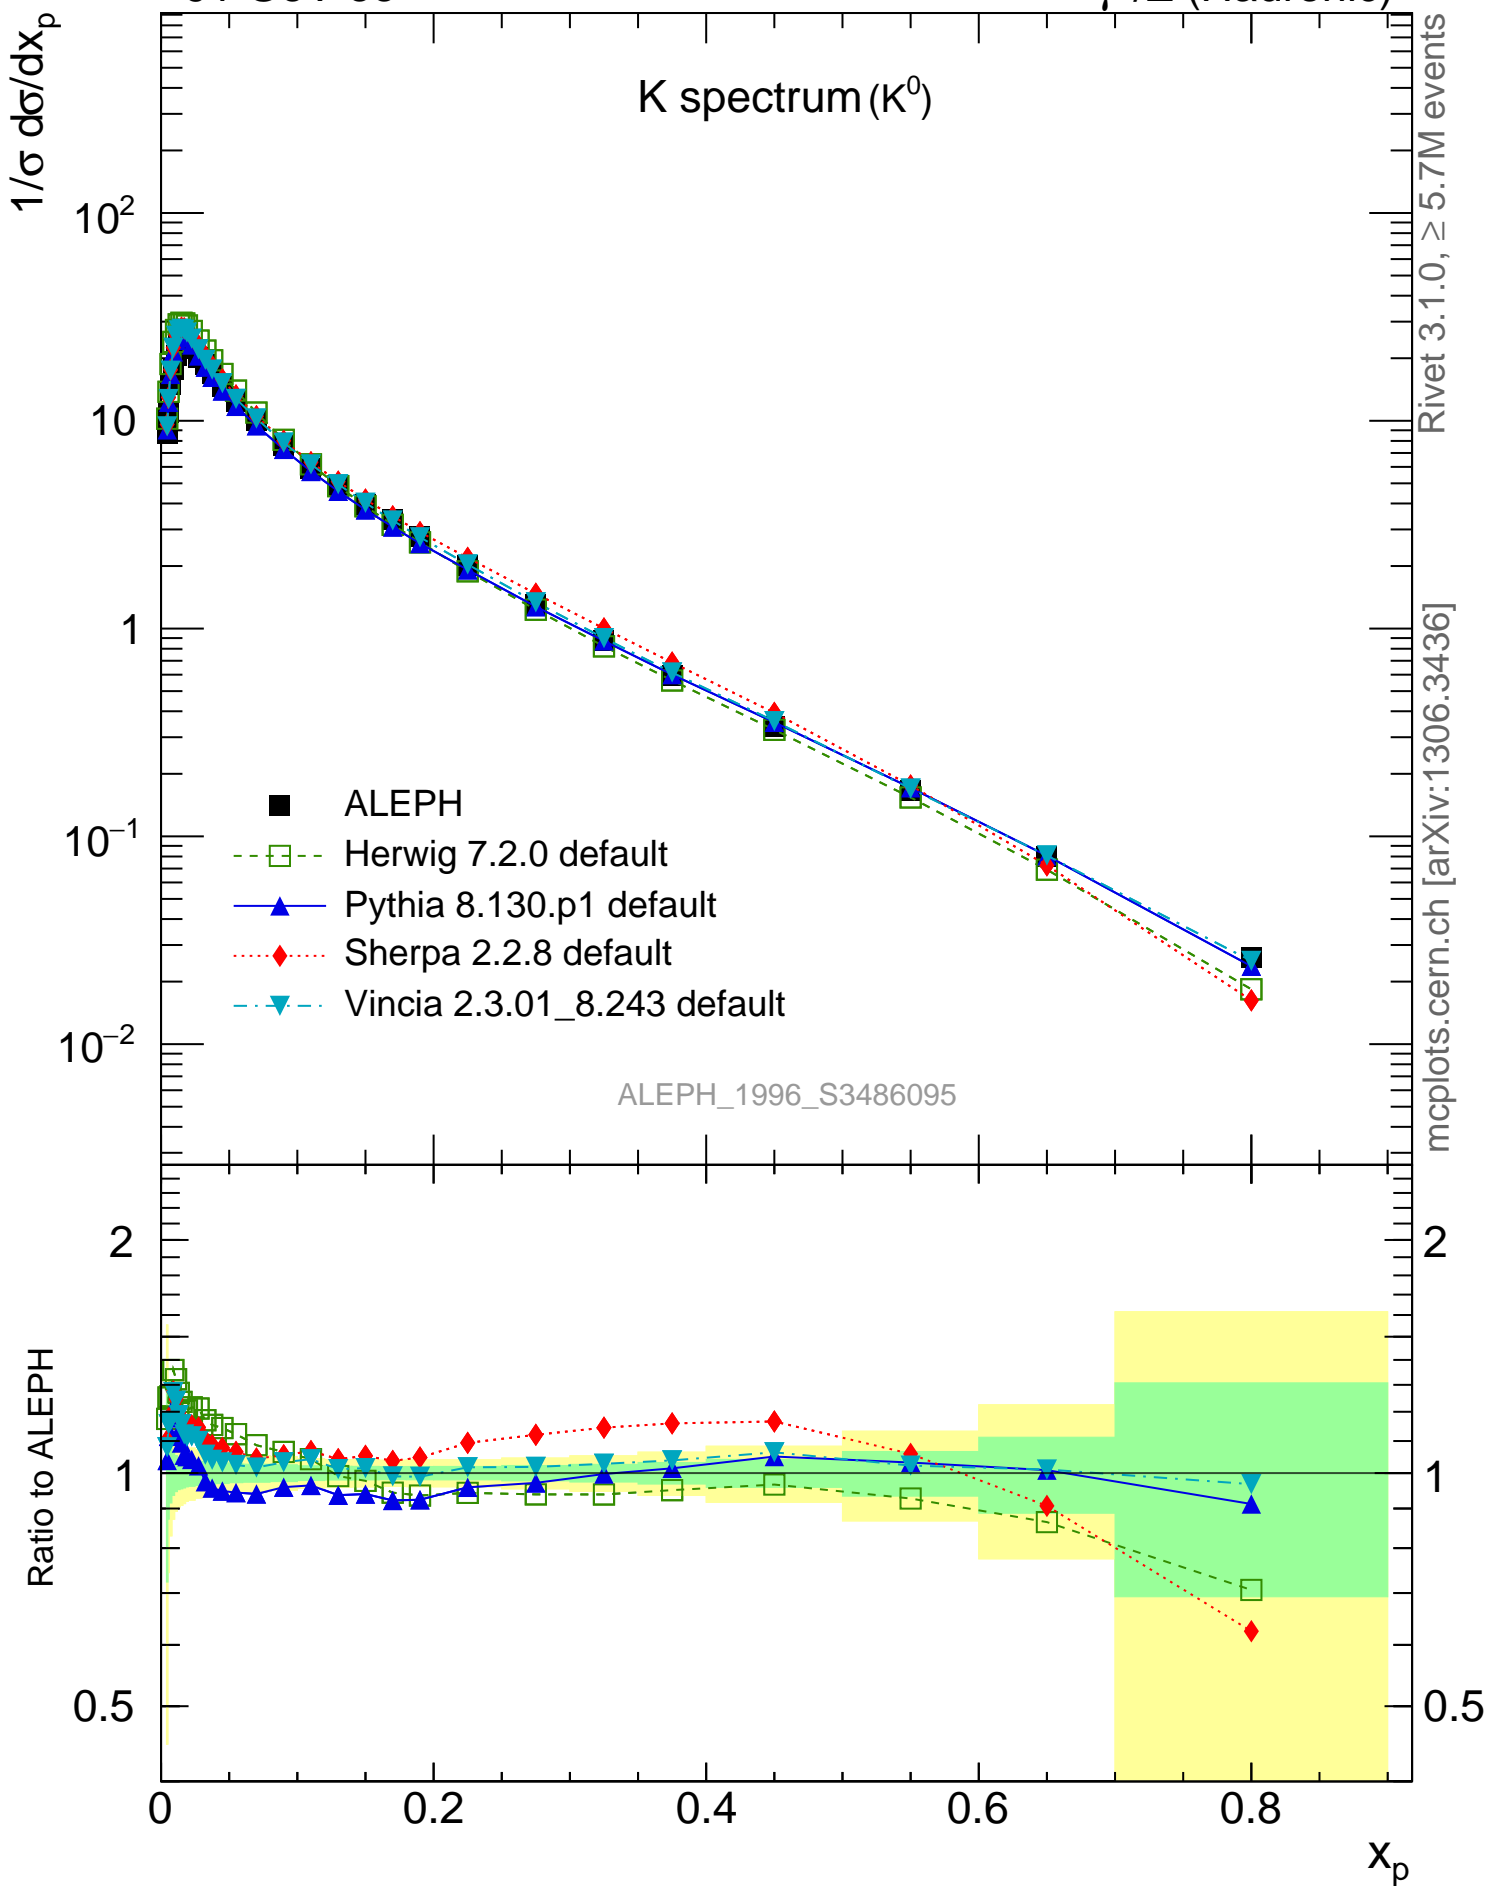 1/σ dσ/dxp
K spectrum (K⁰)
10²
10
1
10⁻¹
10⁻²
ALEPH
Herwig 7.2.0 default
Pythia 8.130.p1 default
Sherpa 2.2.8 default
Vincia 2.3.01_8.243 default
ALEPH_1996_S3486095
Rivet 3.1.0, ≥ 5.7M events
mcplots.cern.ch [arXiv:1306.3436]
Ratio to ALEPH
2
1
0.5
2
1
0.5
0 0.2 0.4 0.6 0.8
xp